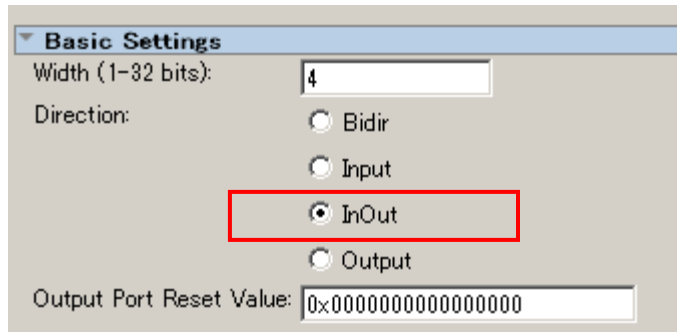 Basic Settings
Width (1-32 bits): 4
Direction: Bidir
Input
InOut
Output
Output Port Reset Value: 0x0000000000000000